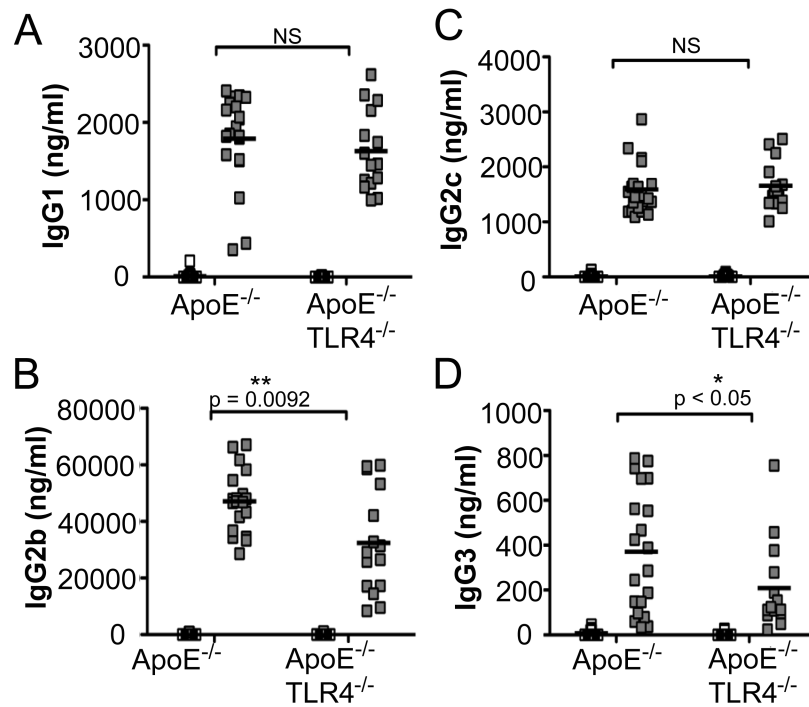 A
IgG1 (ng/ml)
3000
2000
1000
0
NS
ApoE-/-
ApoE-/-
TLR4-/-
C
IgG2c (ng/ml)
4000
3000
2000
1000
0
NS
ApoE-/-
ApoE-/-
TLR4-/-
B
IgG2b (ng/ml)
80000
60000
40000
20000
0
**
p = 0.0092
ApoE-/-
ApoE-/-
TLR4-/-
D
IgG3 (ng/ml)
1000
800
600
400
200
0
*
p < 0.05
ApoE-/-
ApoE-/-
TLR4-/-